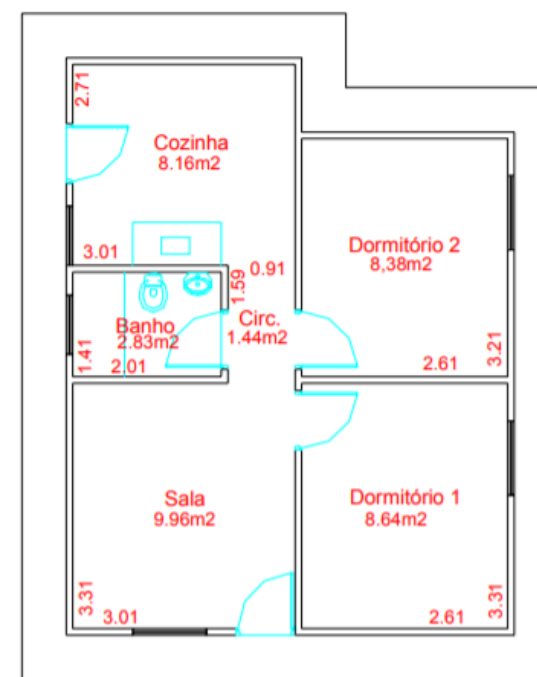 2.71
Cozinha
8.16m2
3.01
Dormitório 2
8,38m2
3.21
2.61
0.91
1.59
Circ.
1.44m2
Banho
2.83m2
1.41
2.01
Sala
9.96m2
3.31
3.01
Dormitório 1
8.64m2
3.31
2.61